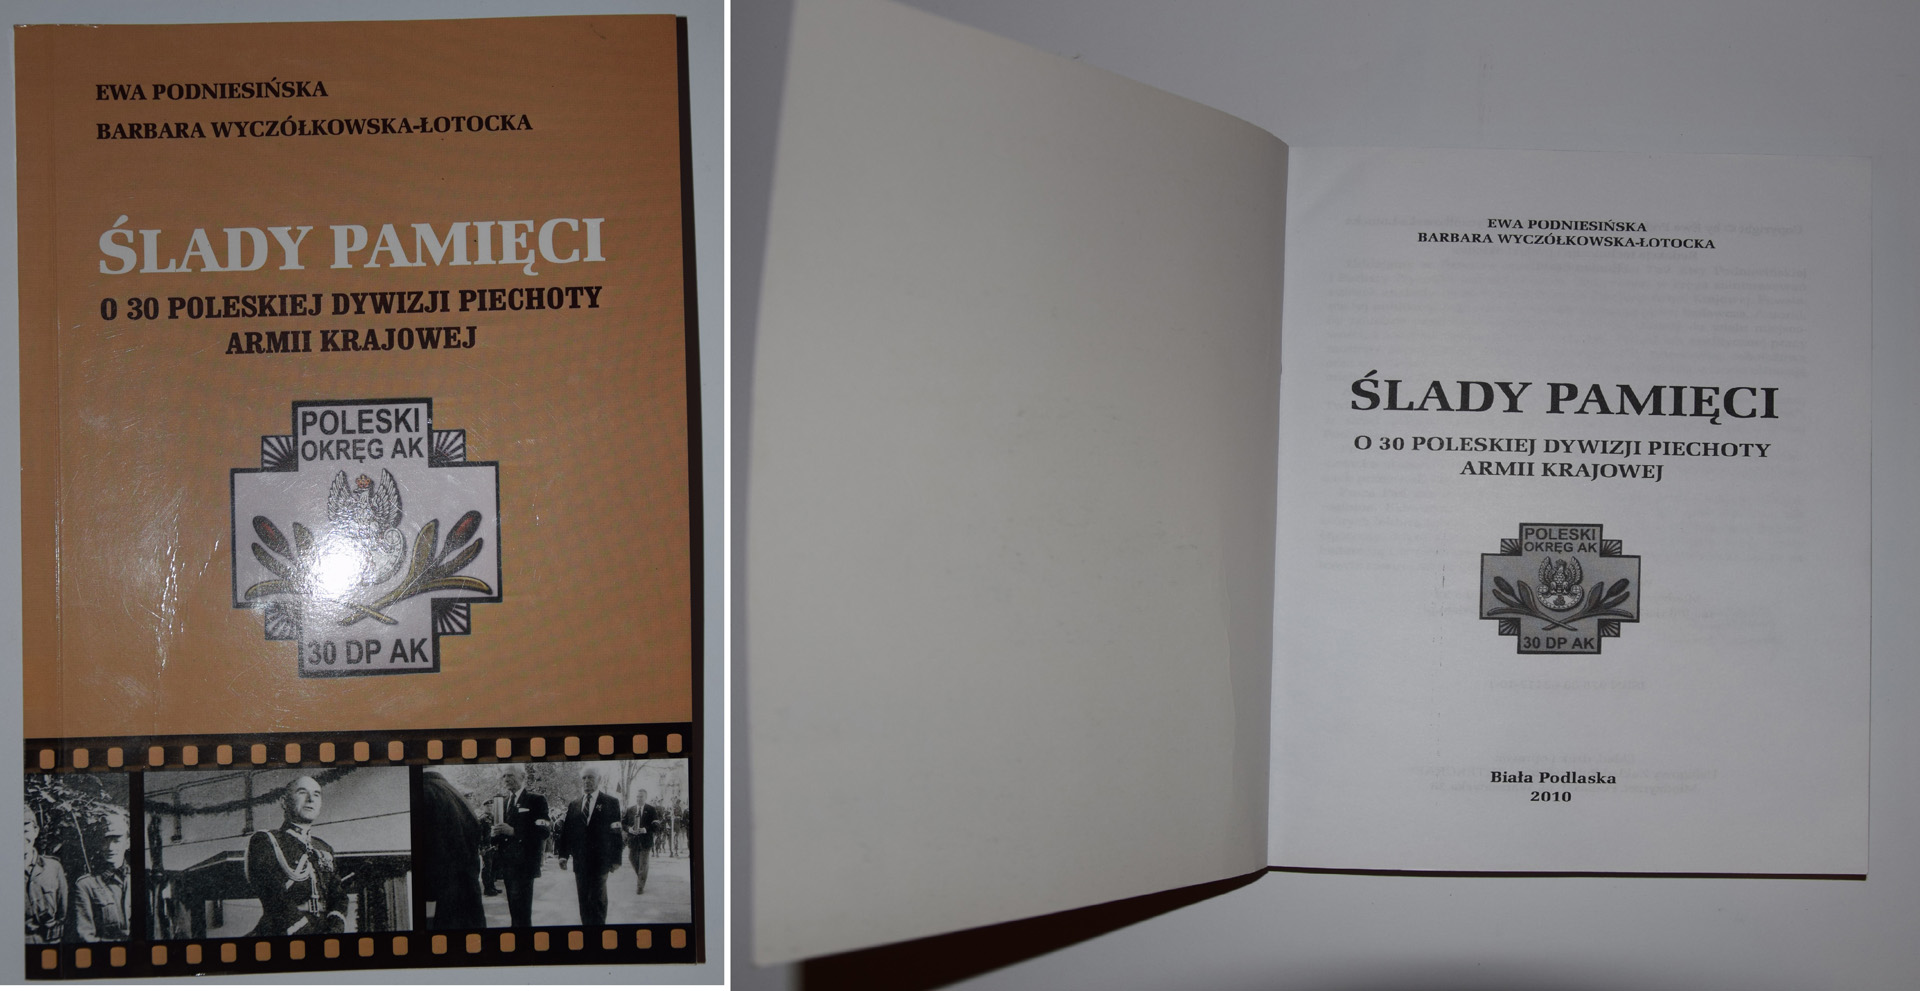 EWA PODNIESIŃSKA
BARBARA WYCZÓŁKOWSKA-ŁOTOCKA
ŚLADY PAMIĘCI
O 30 POLESKIEJ DYWIZJI PIECHOTY
ARMII KRAJOWEJ
POLESKI
OKRĘG AK
30 DP AK
EWA PODNIESIŃSKA
BARBARA WYCZÓŁKOWSKA-ŁOTOCKA
ŚLADY PAMIĘCI
O 30 POLESKIEJ DYWIZJI PIECHOTY
ARMII KRAJOWEJ
POLESKI
OKRĘG AK
30 DP AK
Biała Podlaska
2010